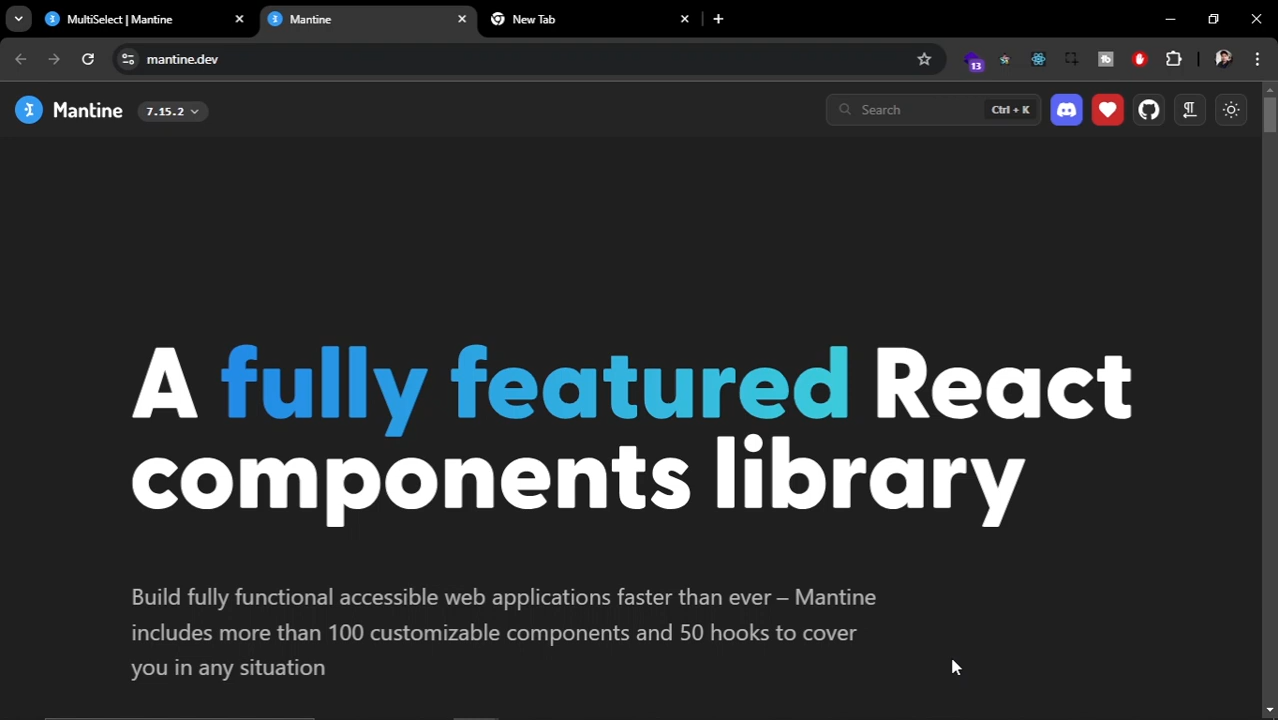 MultiSelect | Mantine
Mantine
New Tab
mantine.dev
13
Mantine
7.15.2
Search
Ctrl + K
A fully featured React
components library
Build fully functional accessible web applications faster than ever – Mantine
includes more than 100 customizable components and 50 hooks to cover
you in any situation